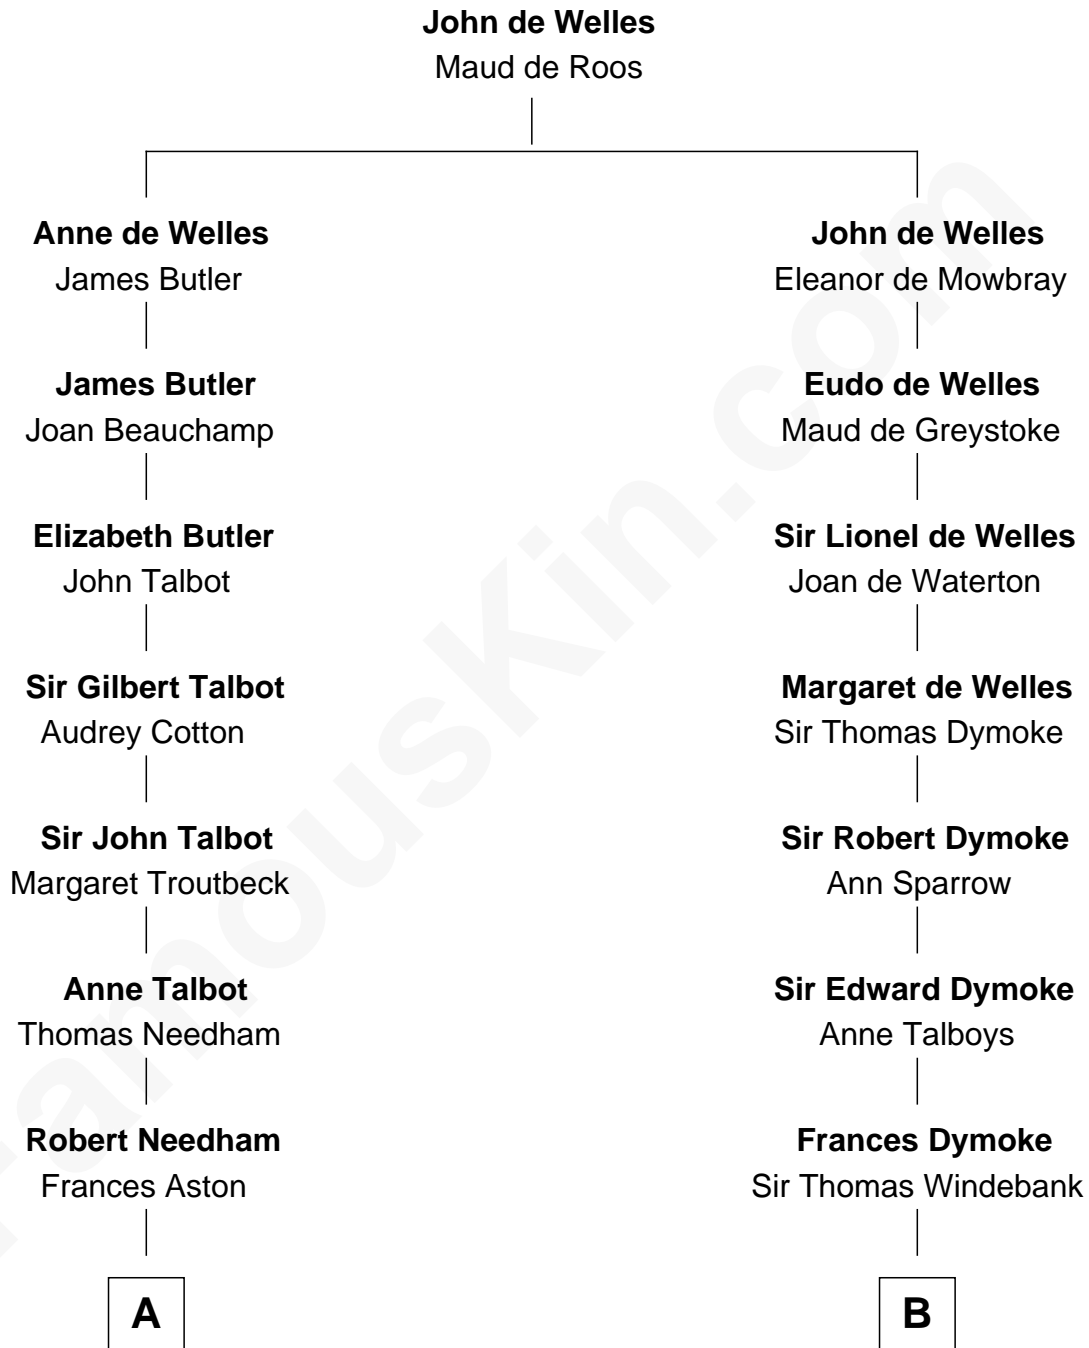 John de Welles
Maud de Roos
Anne de Welles
James Butler
John de Welles
Eleanor de Mowbray
James Butler
Joan Beauchamp
Eudo de Welles
Maud de Greystoke
Elizabeth Butler
John Talbot
Sir Lionel de Welles
Joan de Waterton
Sir Gilbert Talbot
Audrey Cotton
Margaret de Welles
Sir Thomas Dymoke
Sir John Talbot
Margaret Troutbeck
Sir Robert Dymoke
Ann Sparrow
Anne Talbot
Thomas Needham
Sir Edward Dymoke
Anne Talboys
Robert Needham
Frances Aston
Frances Dymoke
Sir Thomas Windebank
A
B
FamousKin.com